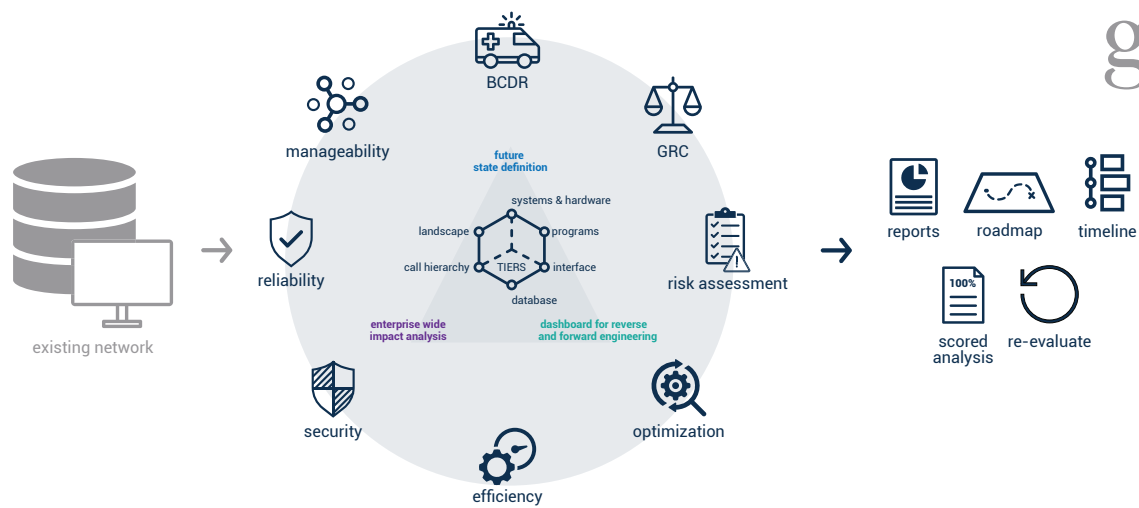 BCDR
g
manageability
GRC
future
state definition
systems & hardware
landscape
programs
reports
roadmap
timeline
call hierarchy
TIERS
interface
reliability
risk assessment
database
100%
enterprise wide
impact analysis
dashboard for reverse
and forward engineering
existing network
scored
analysis
re-evaluate
security
optimization
efficiency